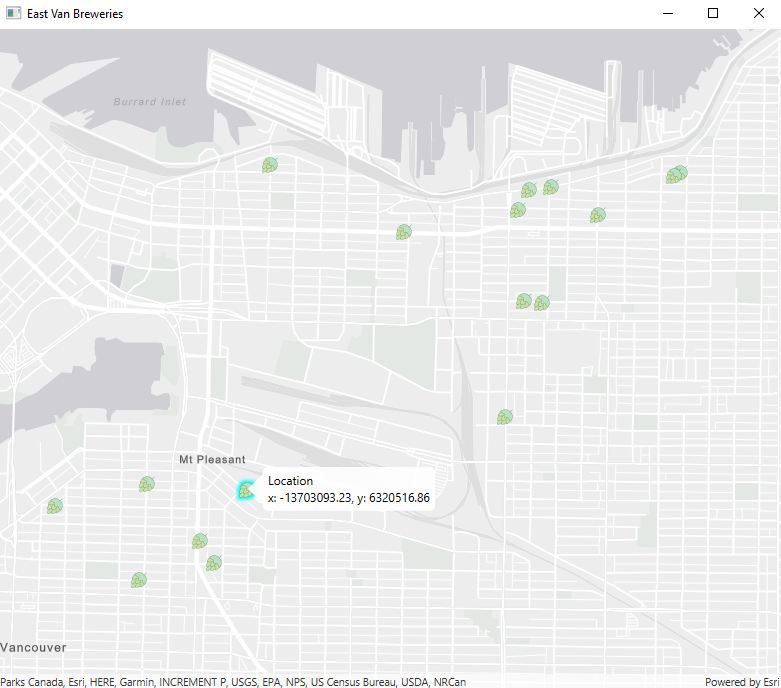 East Van Breweries
Burrard Inlet
Mt Pleasant
Location
x: -13703093.23, y: 6320516.86
Vancouver
Parks Canada, Esri, HERE, Garmin, INCREMENT P, USGS, EPA, NPS, US Census Bureau, USDA, NRCan
Powered by Esri